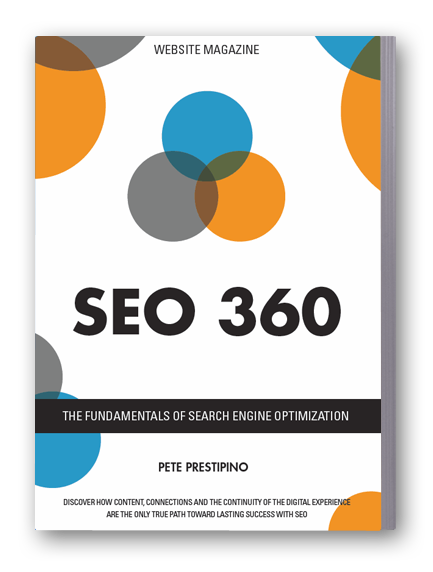 WEBSITE MAGAZINE
SEO 360
THE FUNDAMENTALS OF SEARCH ENGINE OPTIMIZATION
PETE PRESTIPINO
DISCOVER HOW CONTENT, CONNECTIONS AND THE CONTINUITY OF THE DIGITAL EXPERIENCE
ARE THE ONLY TRUE PATH TOWARD LASTING SUCCESS WITH SEO